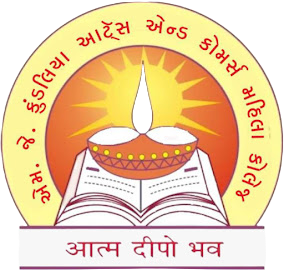 એમ. જે. કુંડલિયા આર્ટ્સ એન્ડ કોમર્સ મહિલા કોલેજ
आत्म दीपो भव